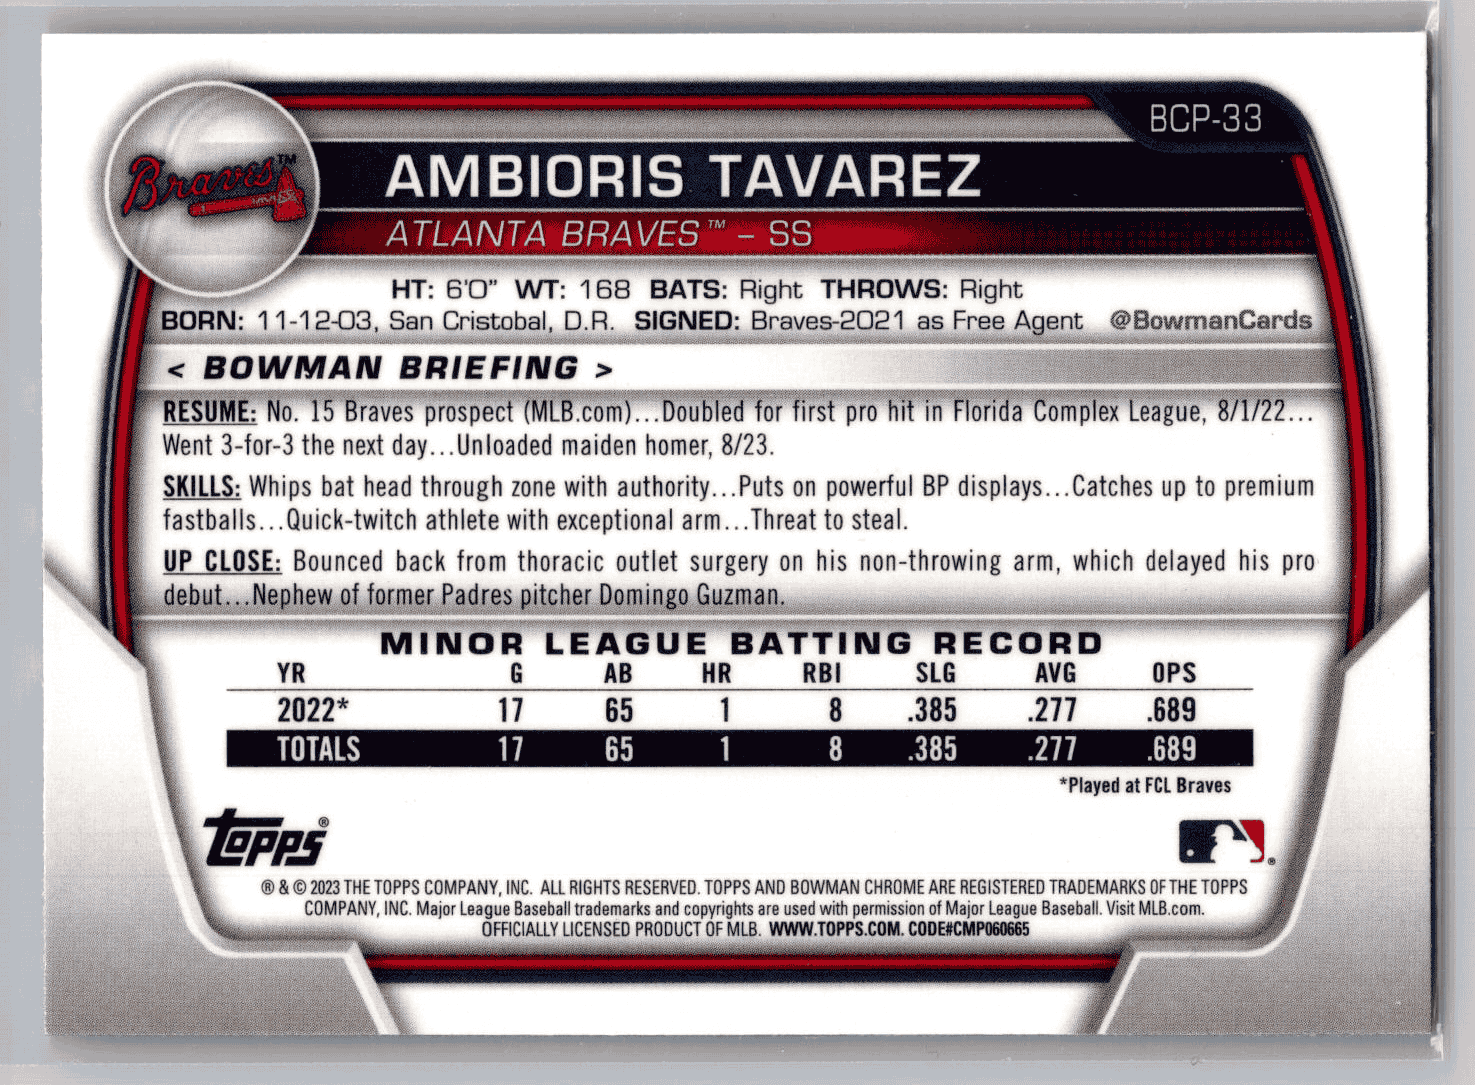 BCP-33
Braves™
AMBIORIS TAVAREZ
ATLANTA BRAVES™ – SS
HT: 6'0" WT: 168 BATS: Right THROWS: Right
BORN: 11-12-03, San Cristobal, D.R. SIGNED: Braves-2021 as Free Agent @BowmanCards
< BOWMAN BRIEFING >
RESUME: No. 15 Braves prospect (MLB.com)...Doubled for first pro hit in Florida Complex League, 8/1/22...
Went 3-for-3 the next day...Unloaded maiden homer, 8/23.
SKILLS: Whips bat head through zone with authority...Puts on powerful BP displays...Catches up to premium
fastballs...Quick-twitch athlete with exceptional arm...Threat to steal.
UP CLOSE: Bounced back from thoracic outlet surgery on his non-throwing arm, which delayed his pro
debut...Nephew of former Padres pitcher Domingo Guzman.
MINOR LEAGUE BATTING RECORD
YR G AB HR RBI SLG AVG OPS
2022* 17 65 1 8 .385 .277 .689
TOTALS 17 65 1 8 .385 .277 .689
*Played at FCL Braves
Topps®
® & © 2023 THE TOPPS COMPANY, INC. ALL RIGHTS RESERVED. TOPPS AND BOWMAN CHROME ARE REGISTERED TRADEMARKS OF THE TOPPS
COMPANY, INC. Major League Baseball trademarks and copyrights are used with permission of Major League Baseball. Visit MLB.com.
OFFICIALLY LICENSED PRODUCT OF MLB. WWW.TOPPS.COM. CODE#CMP060665